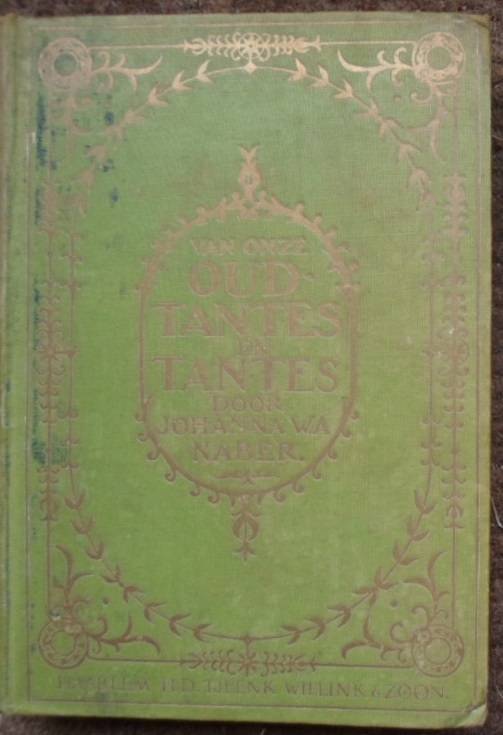 VAN ONZE
OUD-
TANTES
EN
TANTES
DOOR
JOHANNA W.A.
NABER.
HAARLEM H.D. TJEENK WILLINK & ZOON.